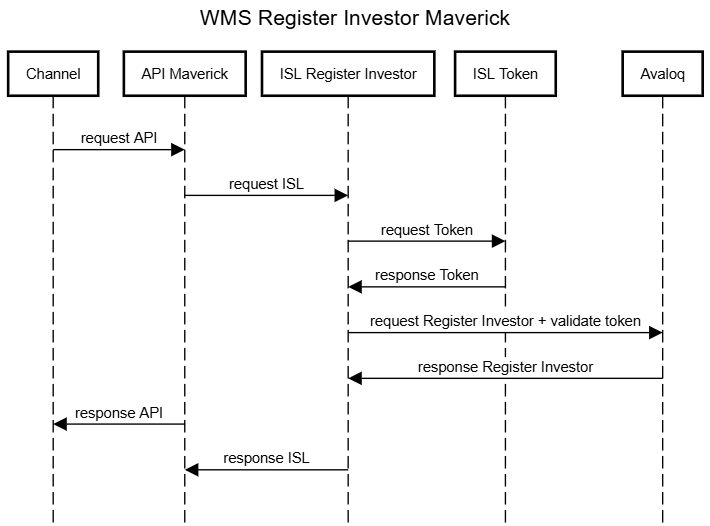 WMS Register Investor Maverick
Channel
API Maverick
ISL Register Investor
ISL Token
Avaloq
request API
request ISL
request Token
response Token
request Register Investor + validate token
response Register Investor
response API
response ISL